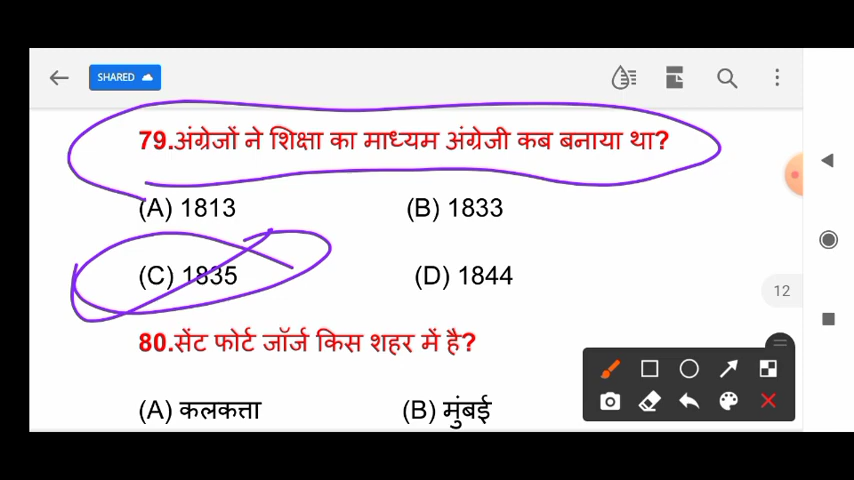 SHARED
79.अंग्रेजों ने शिक्षा का माध्यम अंग्रेजी कब बनाया था?
(A) 1813 (B) 1833
(C) 1835 (D) 1844
12
80.सेंट फोर्ट जॉर्ज किस शहर में है?
(A) कलकत्ता (B) मुंबई